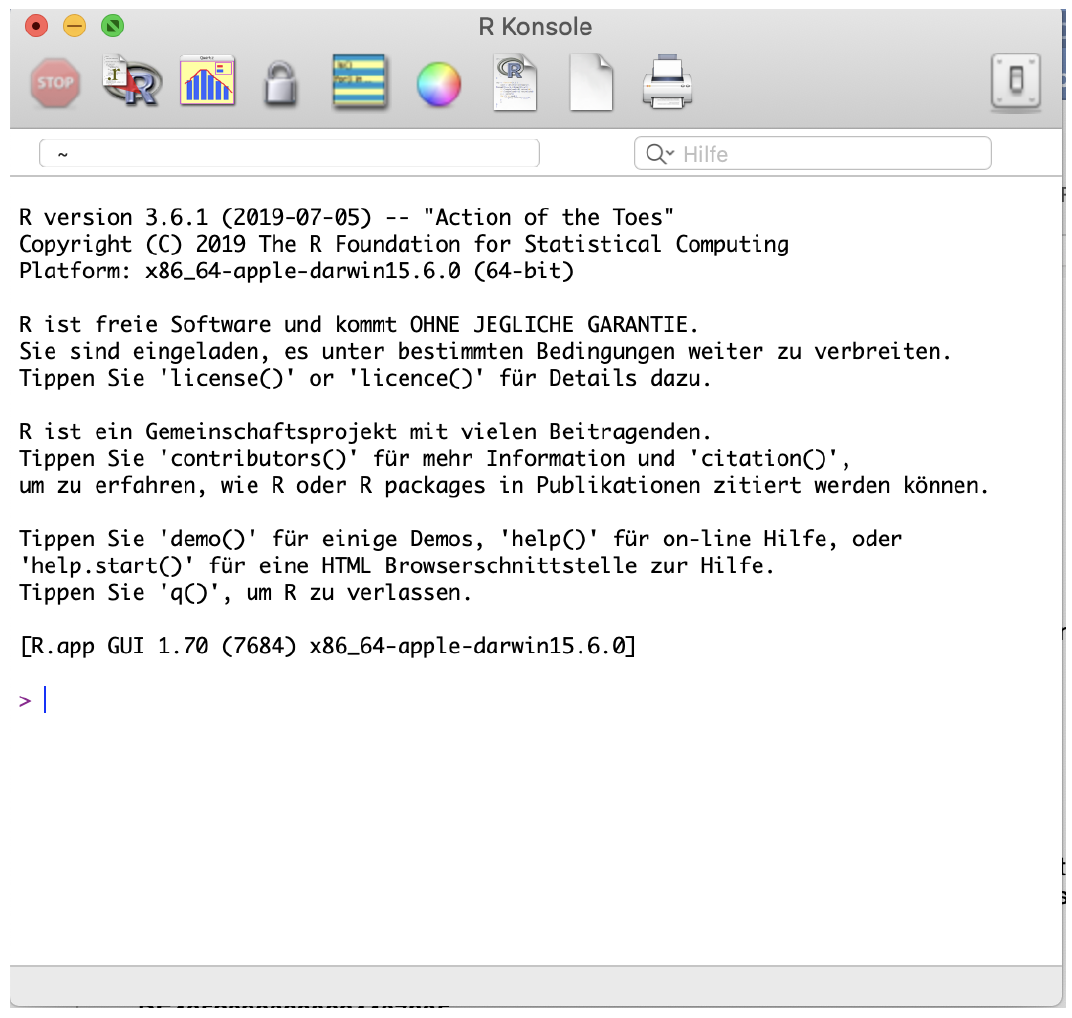 R Konsole
STOP
~
Hilfe
R version 3.6.1 (2019-07-05) -- "Action of the Toes"
Copyright (C) 2019 The R Foundation for Statistical Computing
Platform: x86_64-apple-darwin15.6.0 (64-bit)
R ist freie Software und kommt OHNE JEGLICHE GARANTIE.
Sie sind eingeladen, es unter bestimmten Bedingungen weiter zu verbreiten.
Tippen Sie 'license()' or 'licence()' für Details dazu.
R ist ein Gemeinschaftsprojekt mit vielen Beitragenden.
Tippen Sie 'contributors()' für mehr Information und 'citation()',
um zu erfahren, wie R oder R packages in Publikationen zitiert werden können.
Tippen Sie 'demo()' für einige Demos, 'help()' für on-line Hilfe, oder
'help.start()' für eine HTML Browserschnittstelle zur Hilfe.
Tippen Sie 'q()', um R zu verlassen.
[R.app GUI 1.70 (7684) x86_64-apple-darwin15.6.0]
>